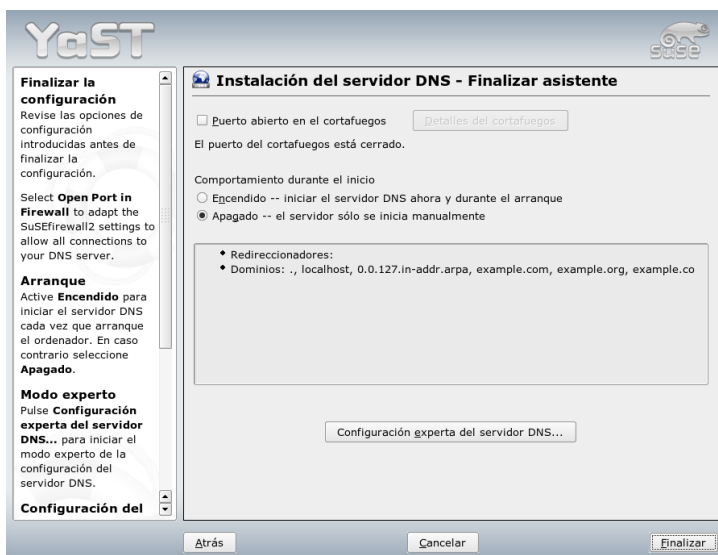 YaST
SUSE
Finalizar la
configuración
Revise las opciones de
configuración
introducidas antes de
finalizar la
configuración.
Select Open Port in
Firewall to adapt the
SuSEfirewall2 settings to
allow all connections to
your DNS server.
Arranque
Active Encendido para
iniciar el servidor DNS
cada vez que arranque
el ordenador. En caso
contrario seleccione
Apagado.
Modo experto
Pulse Configuración
experta del servidor
DNS... para iniciar el
modo experto de la
configuración del
servidor DNS.
Configuración del
Instalación del servidor DNS - Finalizar asistente
Puerto abierto en el cortafuegos
Detalles del cortafuegos
El puerto del cortafuegos está cerrado.
Comportamiento durante el inicio
Encendido -- iniciar el servidor DNS ahora y durante el arranque
Apagado -- el servidor sólo se inicia manualmente
Redireccionadores:
Dominios: ., localhost, 0.0.127.in-addr.arpa, example.com, example.org, example.co
Configuración experta del servidor DNS...
Atrás
Cancelar
Finalizar